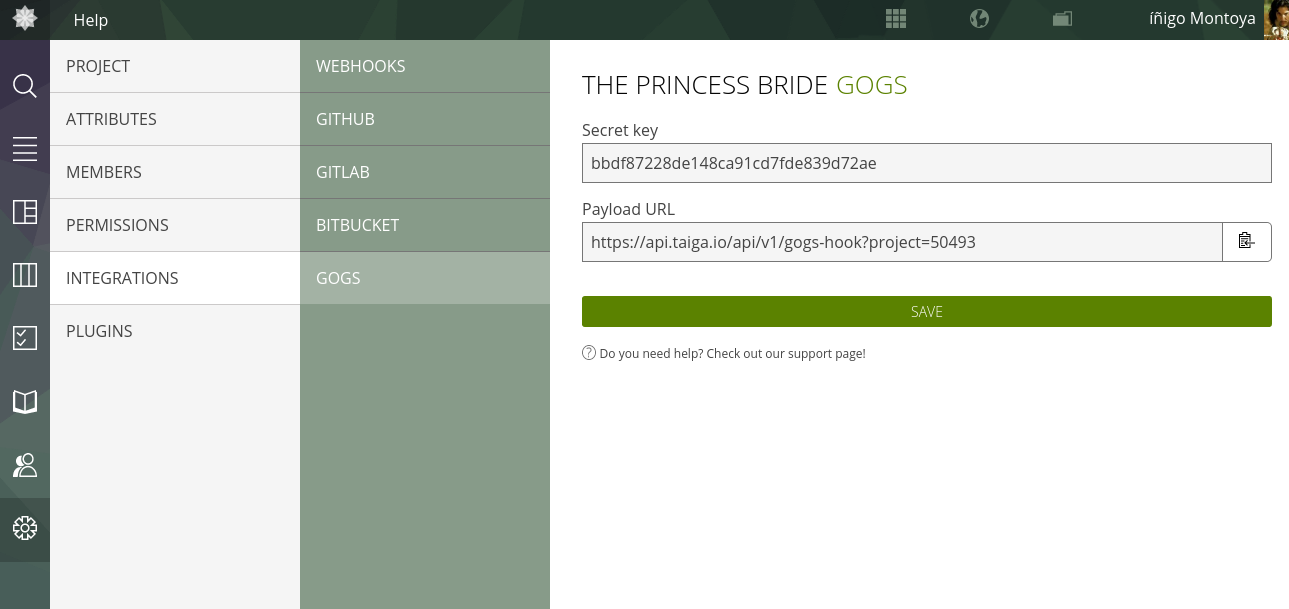 Help
íñigo Montoya
PROJECT
ATTRIBUTES
MEMBERS
PERMISSIONS
INTEGRATIONS
PLUGINS
WEBHOOKS
GITHUB
GITLAB
BITBUCKET
GOGS
THE PRINCESS BRIDE GOGS
Secret key
bbdf87228de148ca91cd7fde839d72ae
Payload URL
https://api.taiga.io/api/v1/gogs-hook?project=50493
SAVE
Do you need help? Check out our support page!